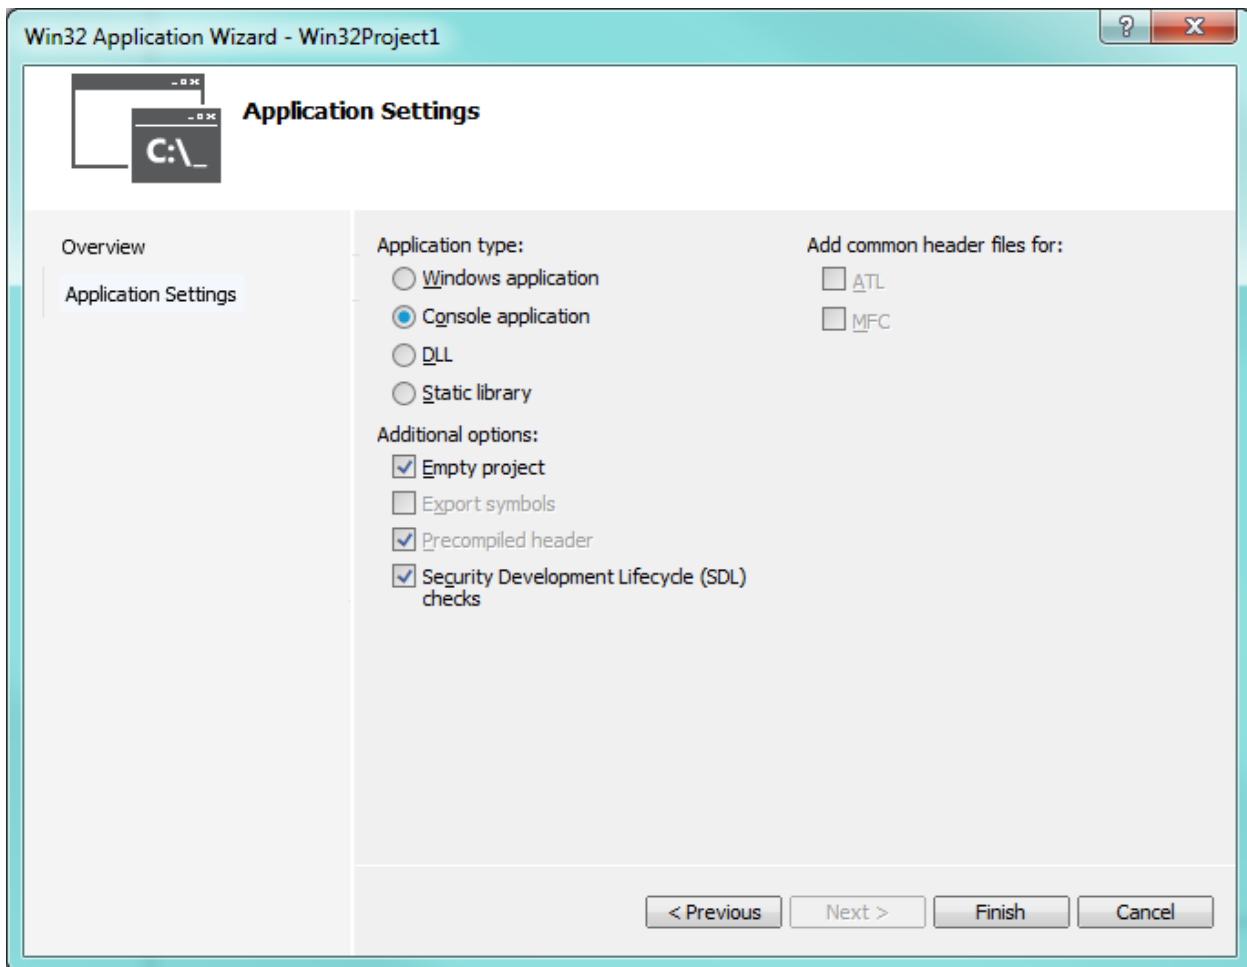 Win32 Application Wizard - Win32Project1
C:\_
Application Settings
Overview
Application Settings
Application type:
Windows application
Console application
DLL
Static library
Additional options:
Empty project
Export symbols
Precompiled header
Security Development Lifecycle (SDL)
checks
Add common header files for:
ATL
MFC
< Previous
Next >
Finish
Cancel